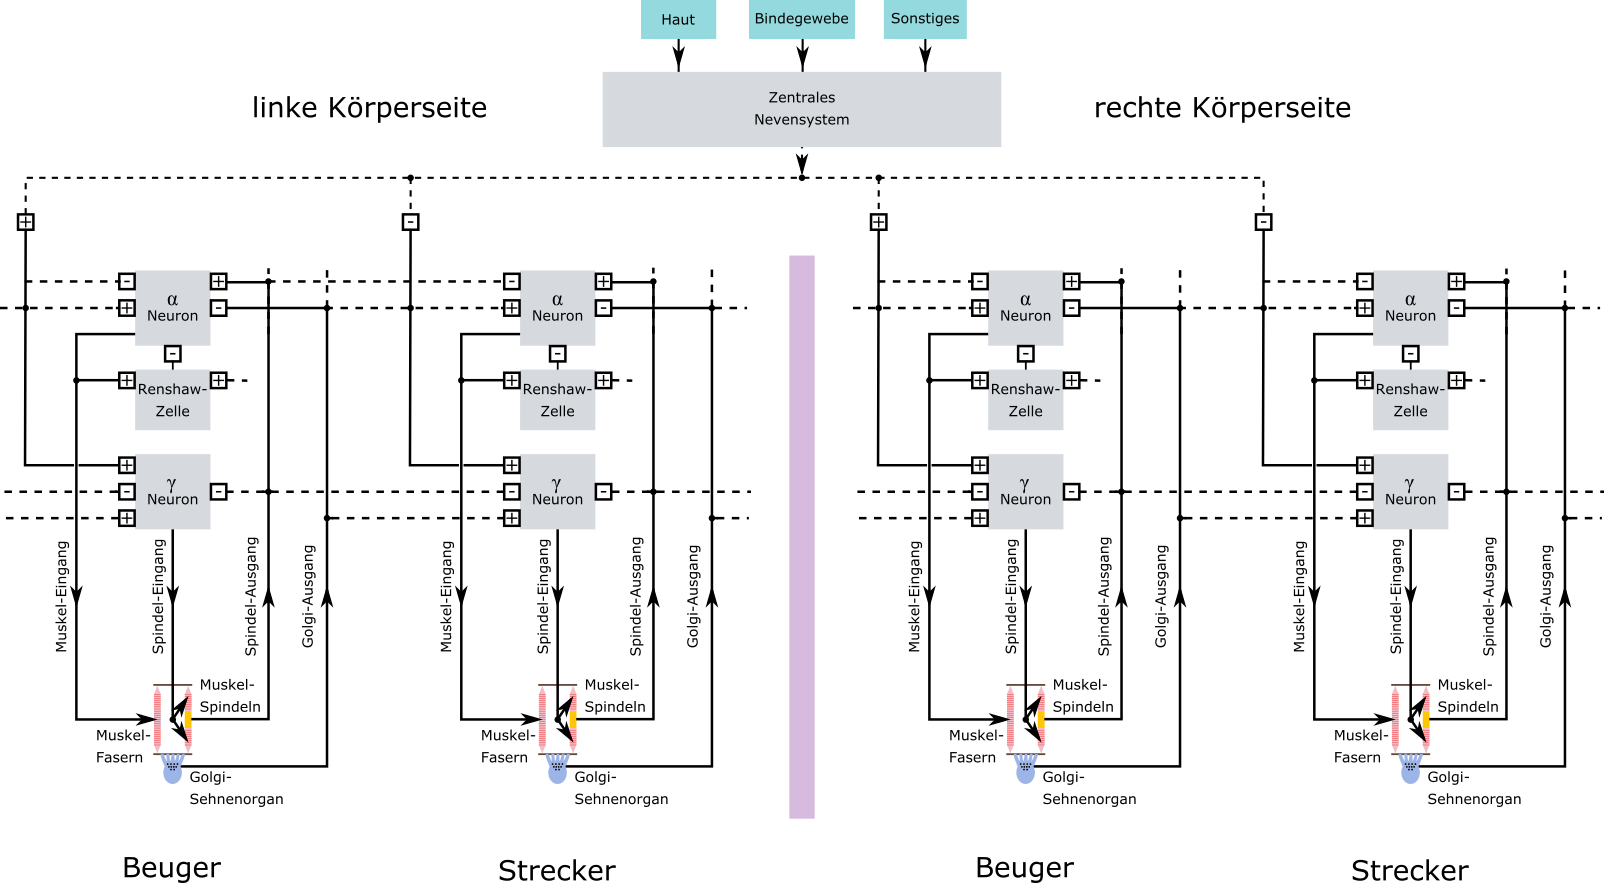 Haut
Bindegewebe
Sonstiges
linke Körperseite
Zentrales
Nevensystem
rechte Körperseite
+
-
+
-
-
α
Neuron
+
+
-
-
α
Neuron
+
+
-
-
α
Neuron
+
+
-
-
α
Neuron
+
+
-
-
+
Renshaw-
Zelle
+
-
+
Renshaw-
Zelle
+
-
+
Renshaw-
Zelle
+
-
+
Renshaw-
Zelle
+
+
-
+
γ
Neuron
-
+
-
+
γ
Neuron
-
+
-
+
γ
Neuron
-
+
-
+
γ
Neuron
-
Muskel-Eingang
Spindel-Eingang
Spindel-Ausgang
Golgi-Ausgang
Muskel-Eingang
Spindel-Eingang
Spindel-Ausgang
Golgi-Ausgang
Muskel-Eingang
Spindel-Eingang
Spindel-Ausgang
Golgi-Ausgang
Muskel-Eingang
Spindel-Eingang
Spindel-Ausgang
Golgi-Ausgang
Muskel-
Spindeln
Muskel-
Fasern
Golgi-
Sehnenorgan
Muskel-
Spindeln
Muskel-
Fasern
Golgi-
Sehnenorgan
Muskel-
Spindeln
Muskel-
Fasern
Golgi-
Sehnenorgan
Muskel-
Spindeln
Muskel-
Fasern
Golgi-
Sehnenorgan
Beuger
Strecker
Beuger
Strecker